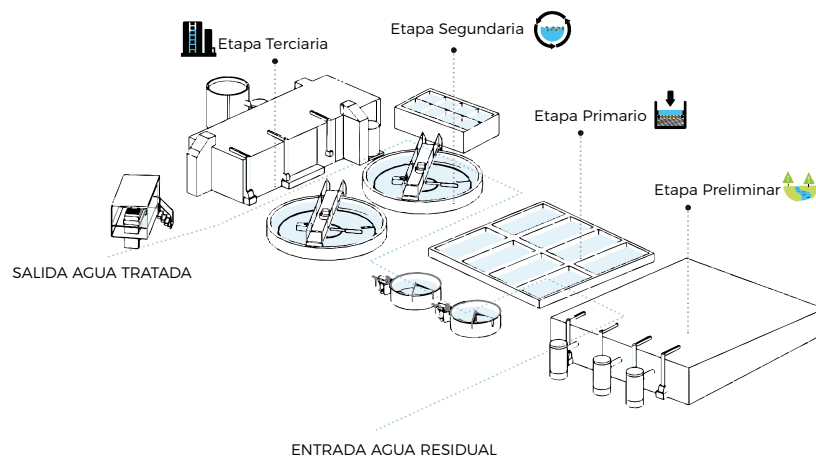 Etapa Segundaria
Etapa Terciaria
Etapa Primario
Etapa Preliminar
SALIDA AGUA TRATADA
ENTRADA AGUA RESIDUAL